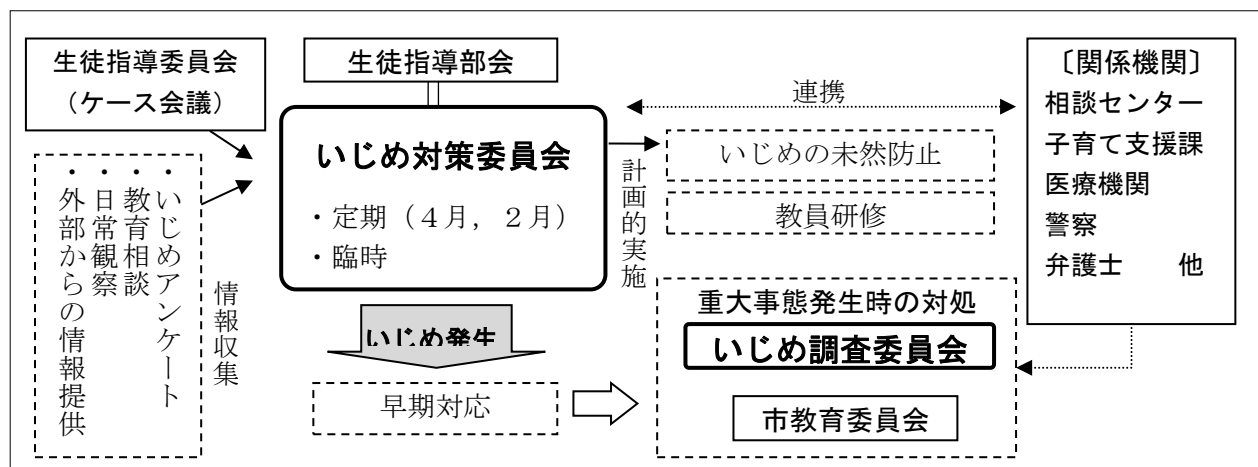 生徒指導委員会
（ケース会議）
生徒指導部会
いじめ対策委員会
・定期（４月，２月）
・臨時
・いじめアンケート
・教育相談
・日常観察
・外部からの情報提供
情報収集
計画的実施
連携
いじめの未然防止
教員研修
〔関係機関〕
相談センター
子育て支援課
医療機関
警察
弁護士　　他
いじめ発生
早期対応
重大事態発生時の対処
いじめ調査委員会
市教育委員会